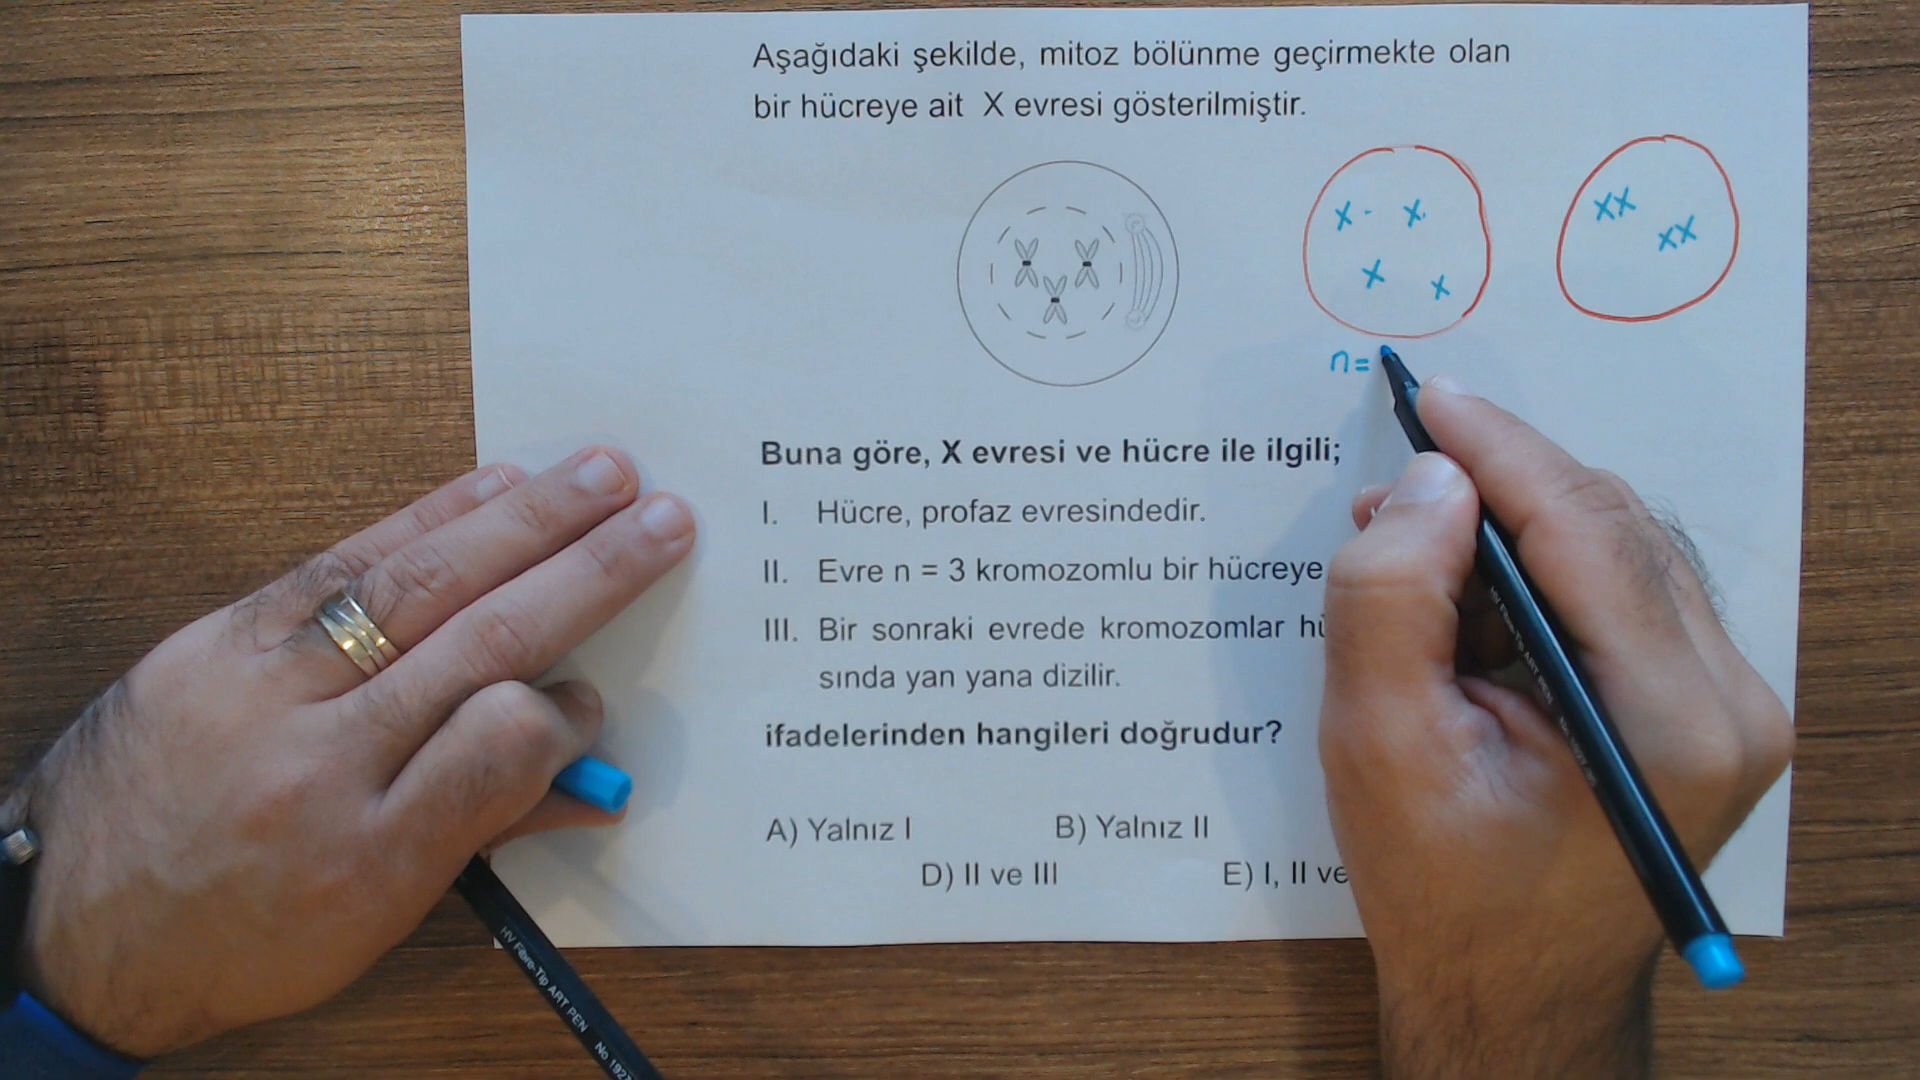 Aşağıdaki şekilde, mitoz bölünme geçirmekte olan
bir hücreye ait X evresi gösterilmiştir.
X X
X X
XX
XX
n=
Buna göre, X evresi ve hücre ile ilgili;
I. Hücre, profaz evresindedir.
II. Evre n = 3 kromozomlu bir hücreye
III. Bir sonraki evrede kromozomlar
sında yan yana dizilir.
ifadelerinden hangileri doğrudur?
A) Yalnız I B) Yalnız II
D) II ve III E) I, II ve
HV Fibre-Tip ART PEN